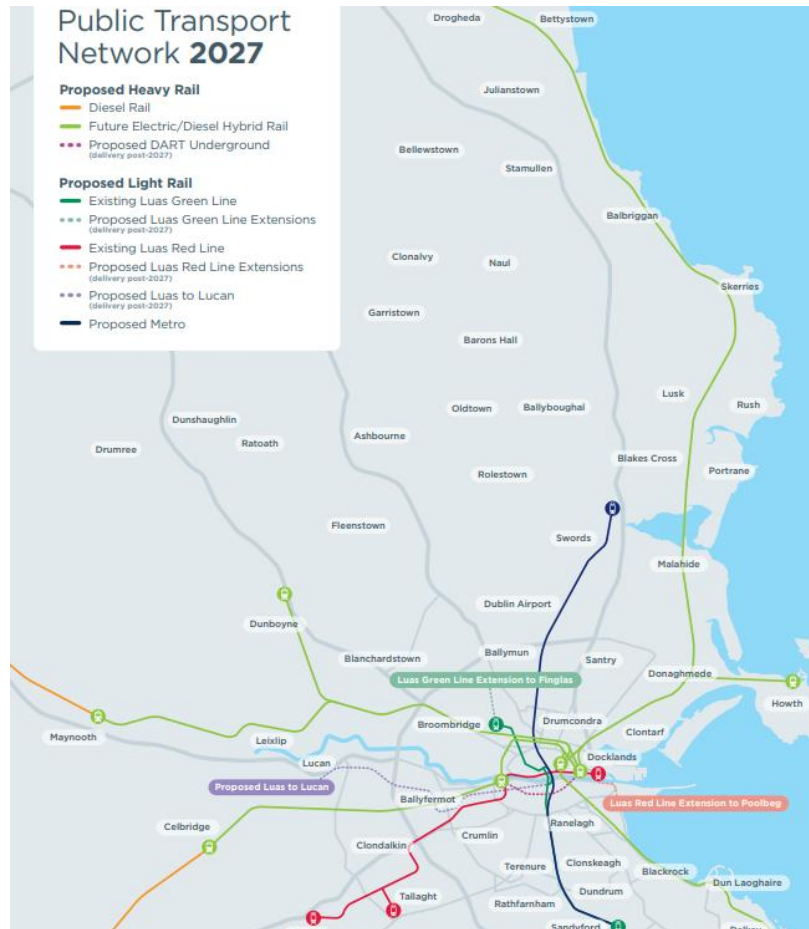 Public Transport
Network 2027
Proposed Heavy Rail
Diesel Rail
Future Electric/Diesel Hybrid Rail
Proposed DART Underground
(delivery post-2027)
Proposed Light Rail
Existing Luas Green Line
Proposed Luas Green Line Extensions
(delivery post-2027)
Existing Luas Red Line
Proposed Luas Red Line Extensions
(delivery post-2027)
Proposed Luas to Lucan
(delivery post-2027)
Proposed Metro
Drogheda
Bettystown
Julianstown
Bellewstown
Stamullen
Balbriggan
Clonalvy
Naul
Skerries
Garristown
Barons Hall
Lusk
Rush
Oldtown
Ballyboughal
Dunshaughlin
Ratoath
Ashbourne
Drumree
Blakes Cross
Portrane
Rolestown
Fleenstown
Swords
Malahide
Dublin Airport
Dunboyne
Ballymun
Blanchardstown
Santry
Donaghmede
Luas Green Line Extension to Finglas
Howth
Broombridge
Drumcondra
Clontarf
Maynooth
Leixlip
Lucan
Docklands
Proposed Luas to Lucan
Ballyfermot
Luas Red Line Extension to Poolbeg
Celbridge
Ranelagh
Crumlin
Clondalkin
Terenure
Clonskeagh
Blackrock
Dun Laoghaire
Tallaght
Dundrum
Rathfarnham
Sandyford